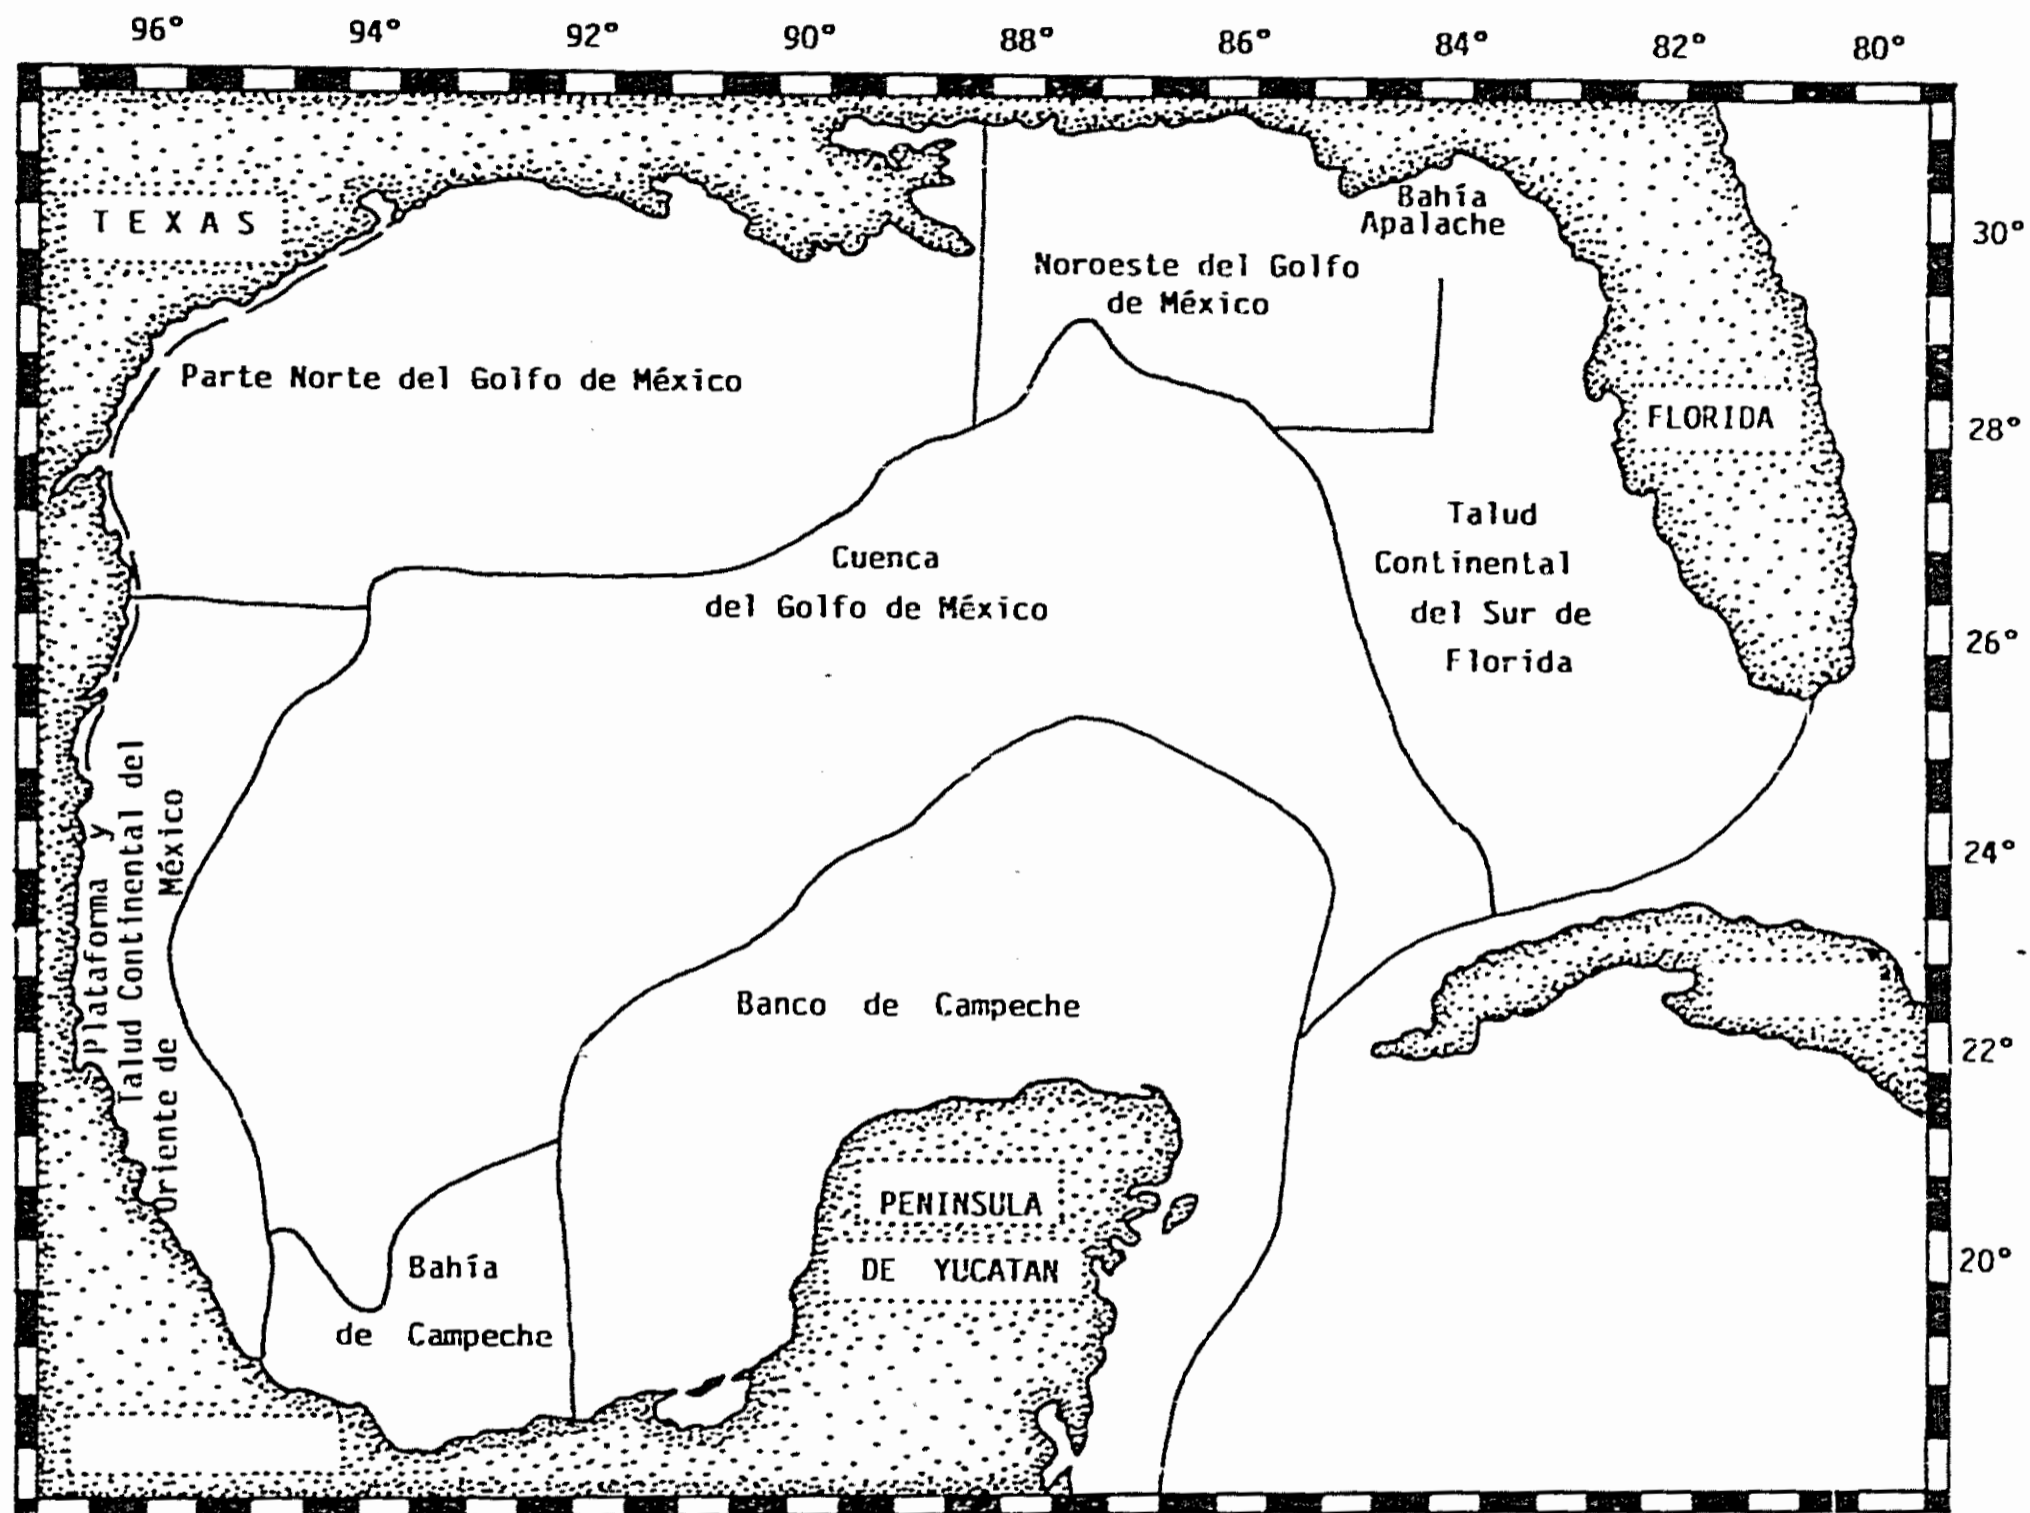 96° 94° 92° 90° 88° 86° 84° 82° 80°
TEXAS
Bahía
Apalache
30°
Noroeste del Golfo
de México
Parte Norte del Golfo de México
FLORIDA
28°
Talud
Continental
del Sur de
Florida
Cuenca
del Golfo de México
26°
Plataforma y
Talud Continental del
Oriente de México
24°
Banco de Campeche
22°
PENINSULA
DE YUCATAN
20°
Bahía
de Campeche